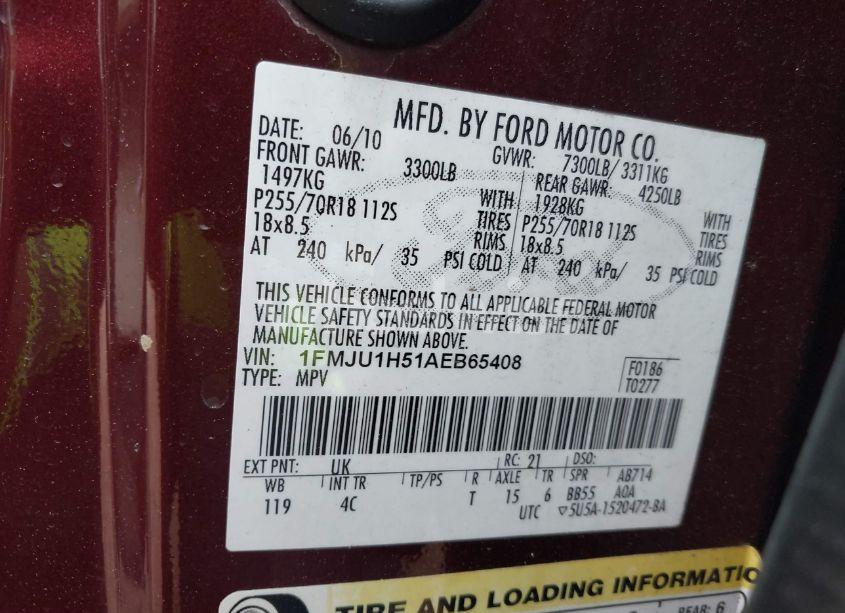 MFD. BY FORD MOTOR CO.
DATE: 06/10 GVWR: 7300LB/ 3311KG
FRONT GAWR: 3300LB REAR GAWR: 4250LB
1497KG WITH 1928KG WITH
P255/70R18 112S TIRES P255/70R18 112S TIRES
18x8.5 RIMS 18x8.5 RIMS
AT 240 kPa/ 35 PSI COLD AT 240 kPa/ 35 PSI COLD
THIS VEHICLE CONFORMS TO ALL APPLICABLE FEDERAL MOTOR
VEHICLE SAFETY STANDARDS IN EFFECT ON THE DATE OF
MANUFACTURE SHOWN ABOVE.
VIN: 1FMJU1H51AEB65408
TYPE: MPV
F0186
T0277
EXT PNT: UK RC: 21 DSO:
WB INT TR TP/PS R AXLE TR SPR AB714
119 4C T 15 6 BB55 AOA
UTC ▽5U5A-1520472-BA
TIRE AND LOADING INFORMATIO
REAR: 6